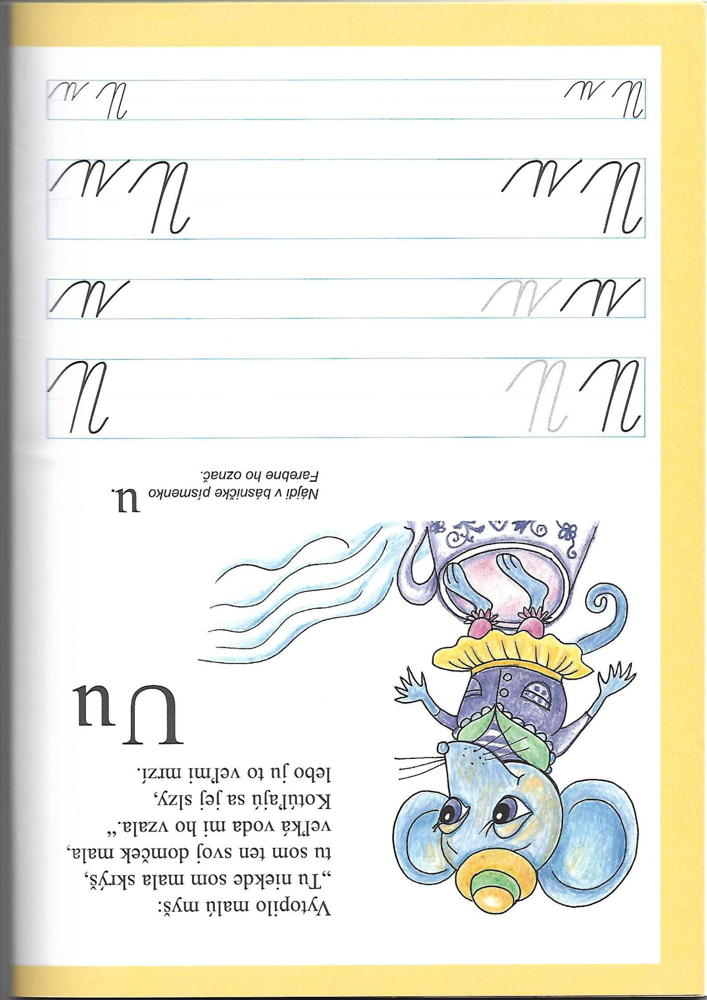 Vytopilo malú myš:
„Tu niekde som mala skrýš,
tu som ten svoj domček mala,
veľká voda mi ho vzala.“
Kotúľajú sa jej slzy,
lebo ju to veľmi mrzí.
U u
Nájdi v básničke písmenko u.
Farebne ho označ.
U U U
u u u
U u U u
U u U u